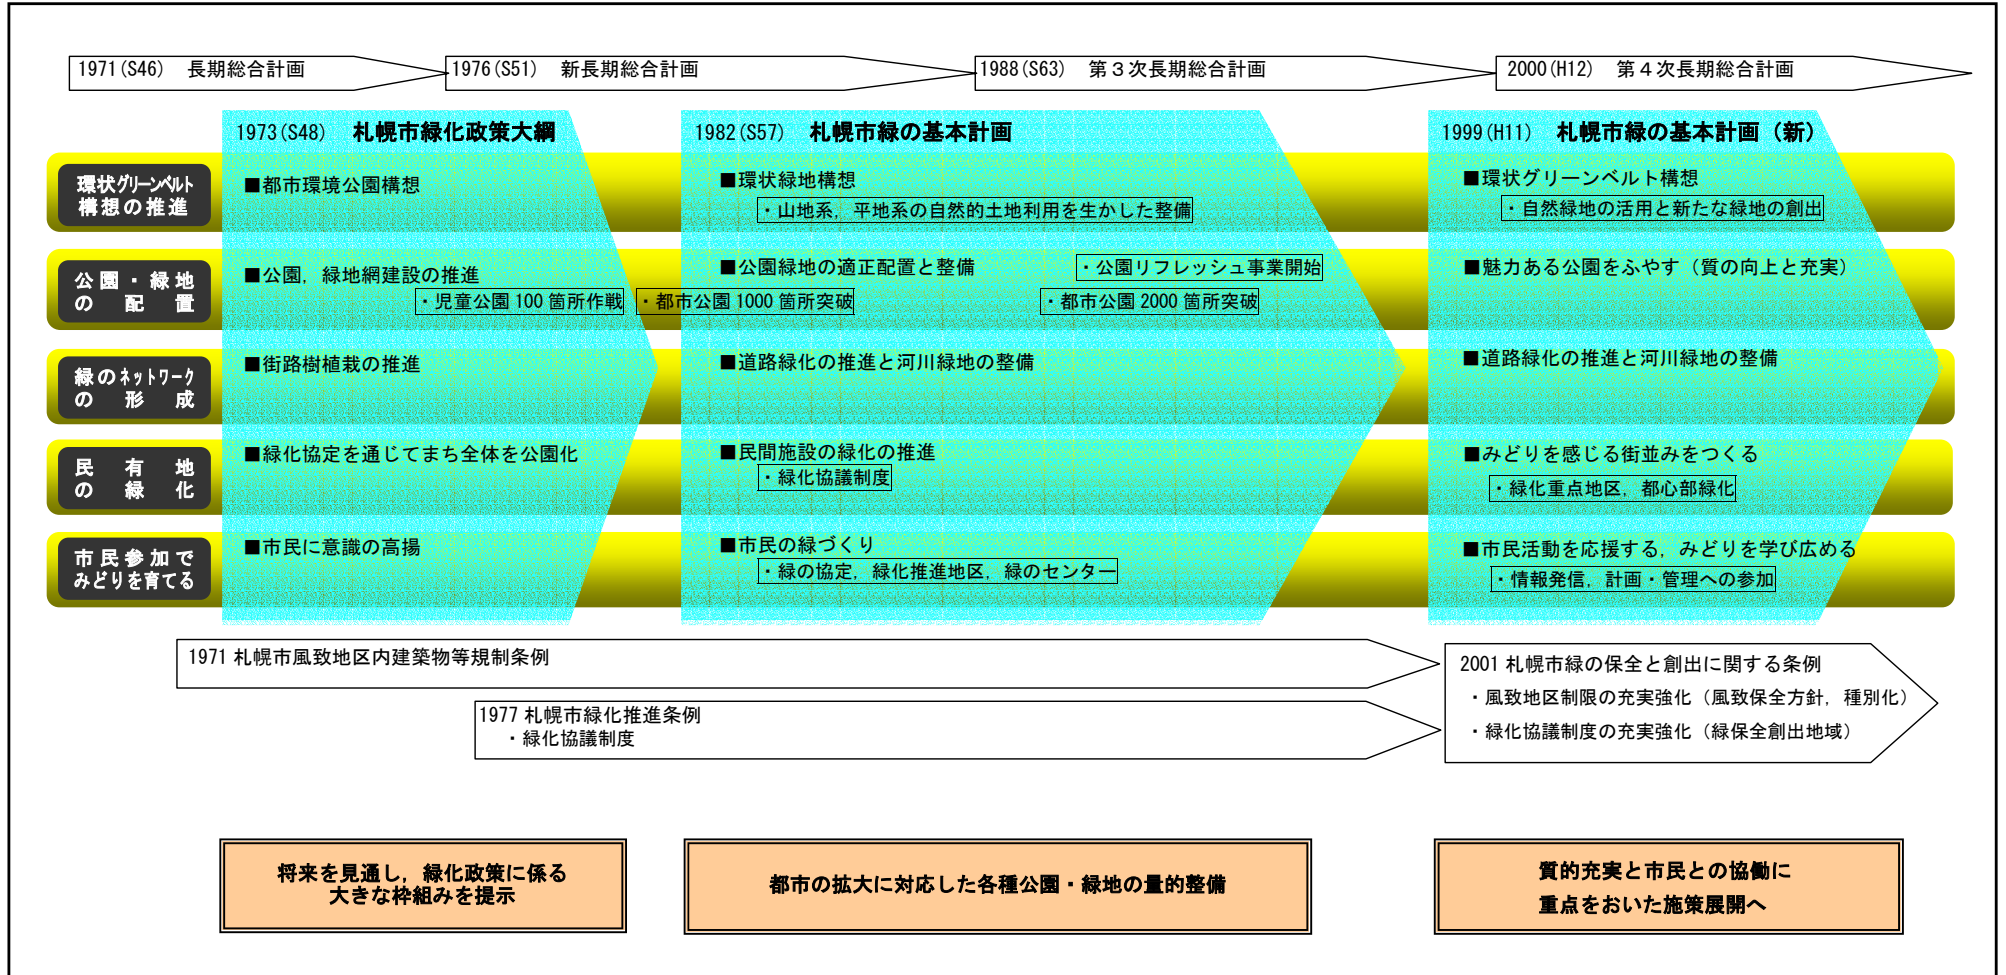 1971(S46) 長期総合計画
1976(S51) 新長期総合計画
1988(S63) 第3次長期総合計画
2000(H12) 第4次長期総合計画
1973(S48) 札幌市緑化政策大綱
1982(S57) 札幌市緑の基本計画
1999(H11) 札幌市緑の基本計画（新）
環状グリーンベルト
構想の推進
■都市環境公園構想
■環状緑地構想
・山地系，平地系の自然的土地利用を生かした整備
■環状グリーンベルト構想
・自然緑地の活用と新たな緑地の創出
公園・緑地
の配置
■公園，緑地網建設の推進
・児童公園100箇所作戦
・都市公園1000箇所突破
■公園緑地の適正配置と整備
・公園リフレッシュ事業開始
・都市公園2000箇所突破
■魅力ある公園をふやす（質の向上と充実）
緑のネットワーク
の形成
■街路樹植栽の推進
■道路緑化の推進と河川緑地の整備
■道路緑化の推進と河川緑地の整備
民有地
の緑化
■緑化協定を通じてまち全体を公園化
■民間施設の緑化の推進
・緑化協議制度
■みどりを感じる街並みをつくる
・緑化重点地区，都心部緑化
市民参加で
みどりを育てる
■市民に意識の高揚
■市民の緑づくり
・緑の協定，緑化推進地区，緑のセンター
■市民活動を応援する，みどりを学び広める
・情報発信，計画・管理への参加
1971 札幌市風致地区内建築物等規制条例
1977 札幌市緑化推進条例
・緑化協議制度
2001 札幌市緑の保全と創出に関する条例
・風致地区制限の充実強化（風致保全方針，種別化）
・緑化協議制度の充実強化（緑保全創出地域）
将来を見通し，緑化政策に係る
大きな枠組みを提示
都市の拡大に対応した各種公園・緑地の量的整備
質的充実と市民との協働に
重点をおいた施策展開へ